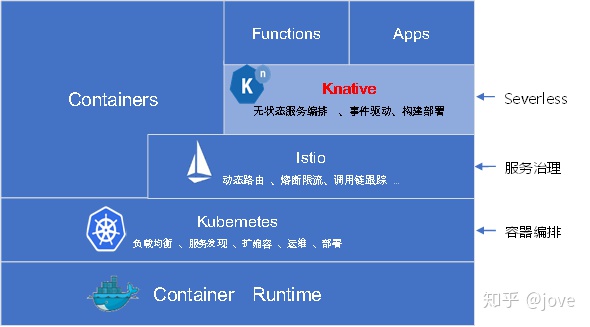 Functions
Apps
Containers
n
K
Knative
无状态服务编排 、事件驱动、构建部署
Severless
Istio
动态路由 、熔断限流、调用链跟踪 ...
服务治理
Kubernetes
负载均衡 、服务发现 、扩缩容 、运维 、部署
容器编排
Container Runtime
知乎 @jove